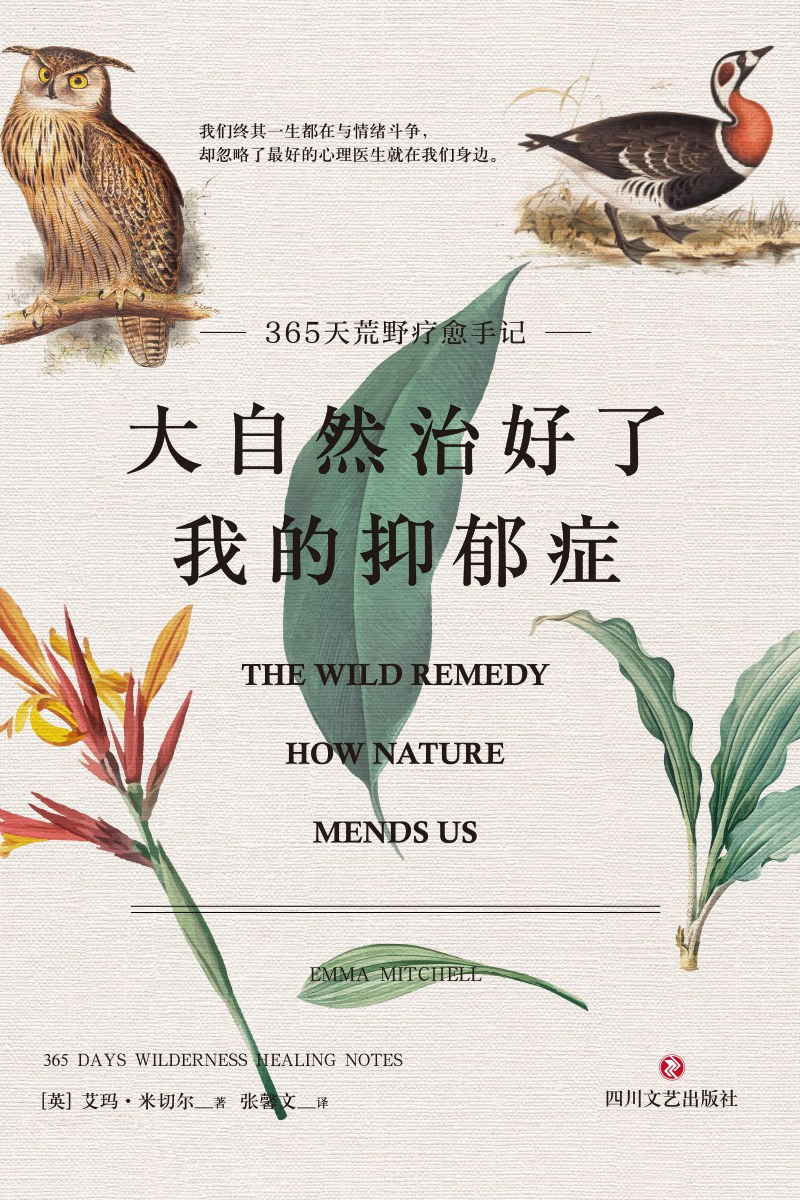 我们终其一生都在与情绪斗争，
却忽略了最好的心理医生就在我们身边。
365天荒野疗愈手记
大自然治好了
我的抑郁症
THE WILD REMEDY
HOW NATURE
MENDS US
EMMA MITCHELL
365 DAYS WILDERNESS HEALING NOTES
[英] 艾玛·米切尔__著 张馨文__译
四川文艺出版社